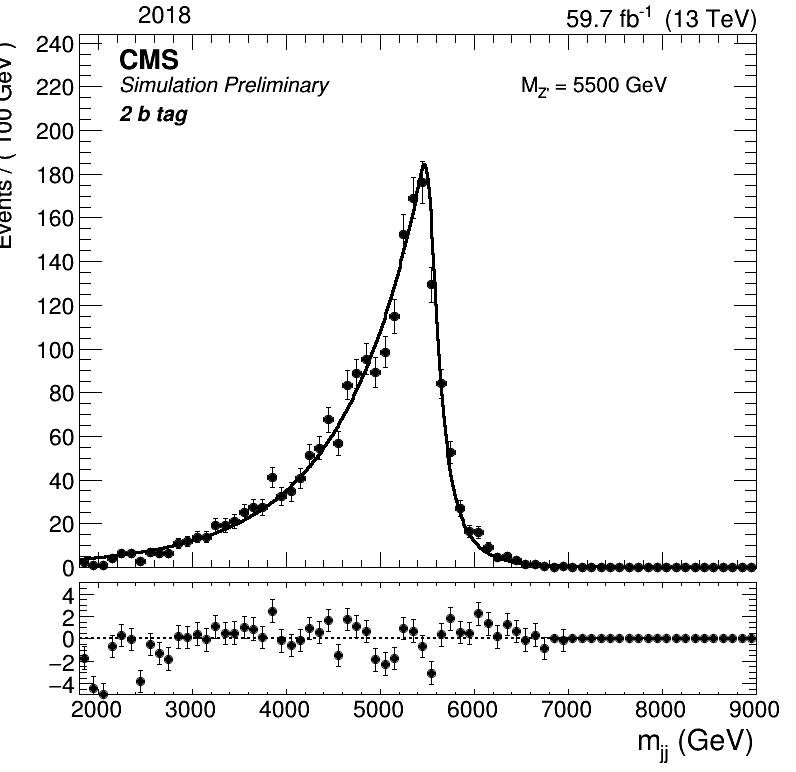 2018
59.7 fb-1 (13 TeV)
CMS
Simulation Preliminary
2 b tag
MZ' = 5500 GeV
Events / ( 100 GeV )
240
220
200
180
160
140
120
100
80
60
40
20
0
4
2
0
−2
−4
2000 3000 4000 5000 6000 7000 8000 9000
mjj (GeV)